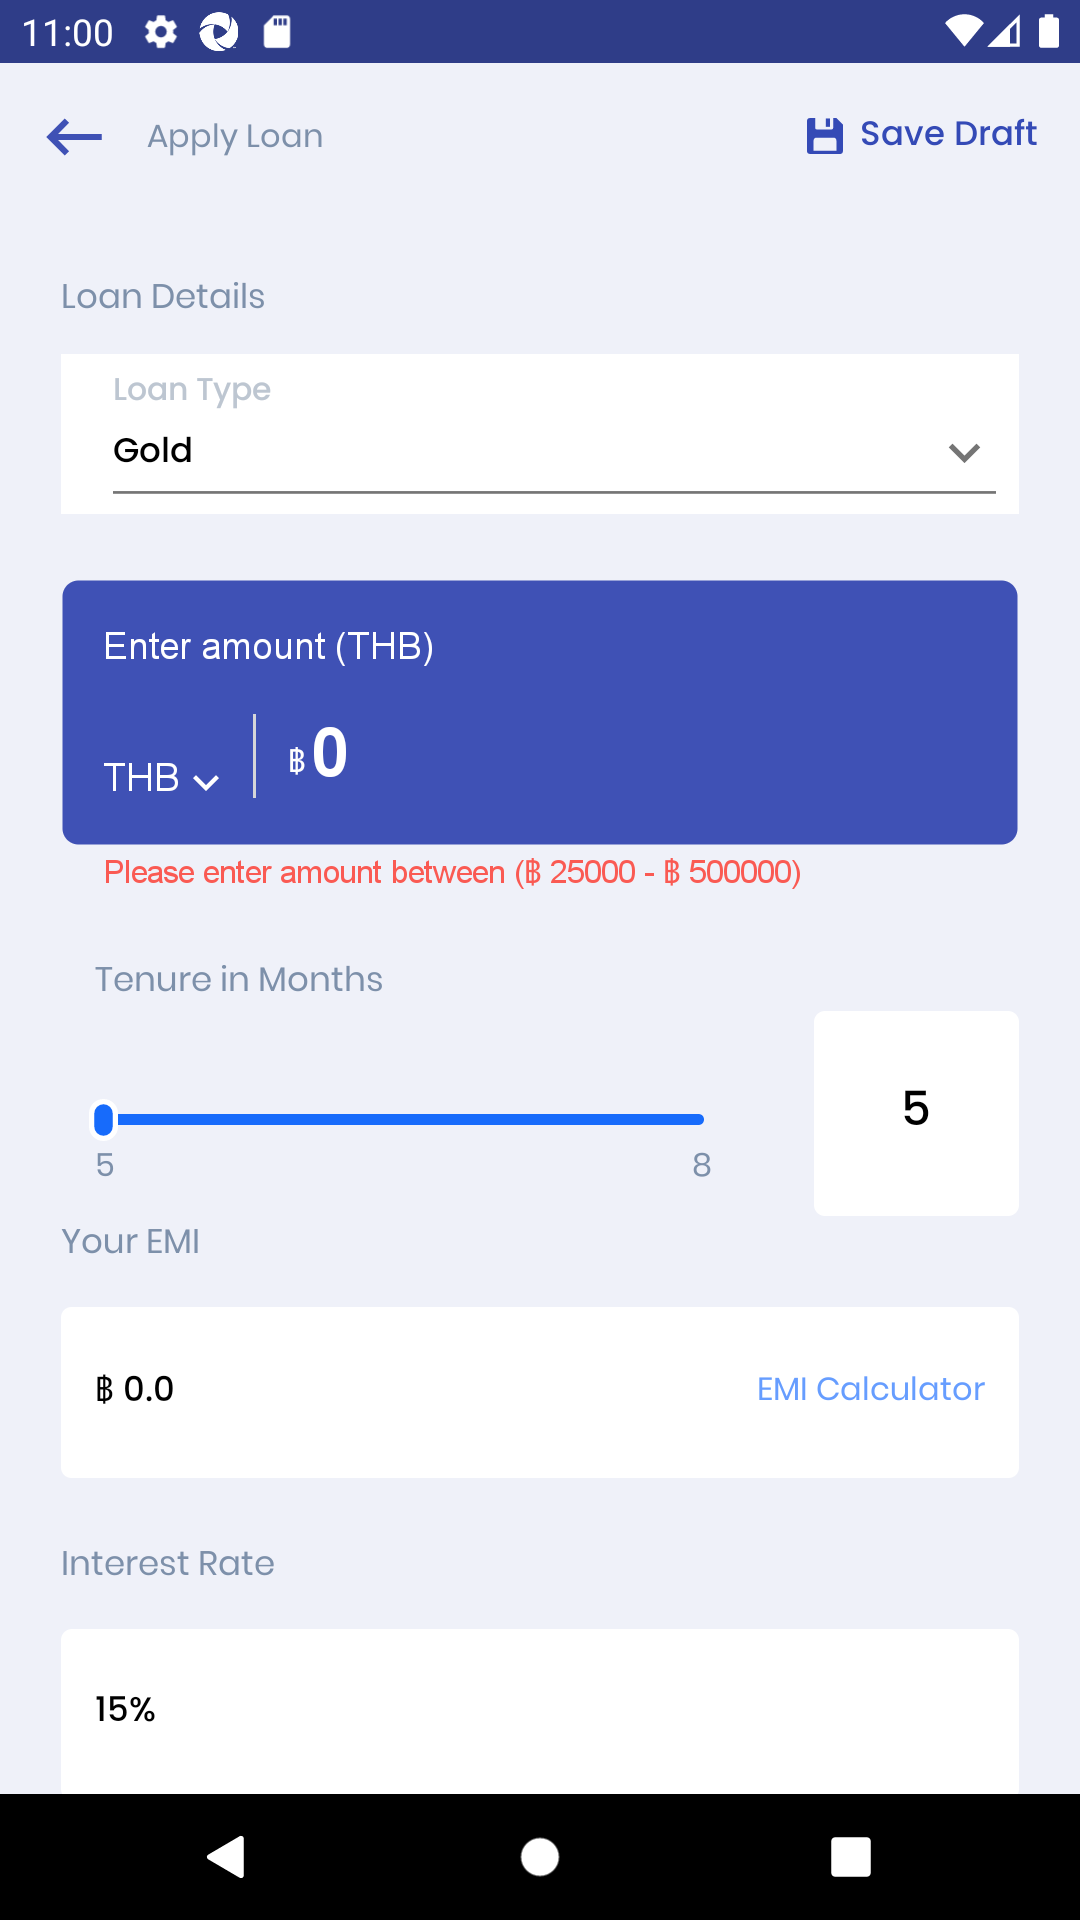 11:00
Apply Loan
Save Draft
Loan Details
Loan Type
Gold
Enter amount (THB)
THB
฿0
Please enter amount between (฿ 25000 - ฿ 500000)
Tenure in Months
5
5
8
Your EMI
฿ 0.0
EMI Calculator
Interest Rate
15%